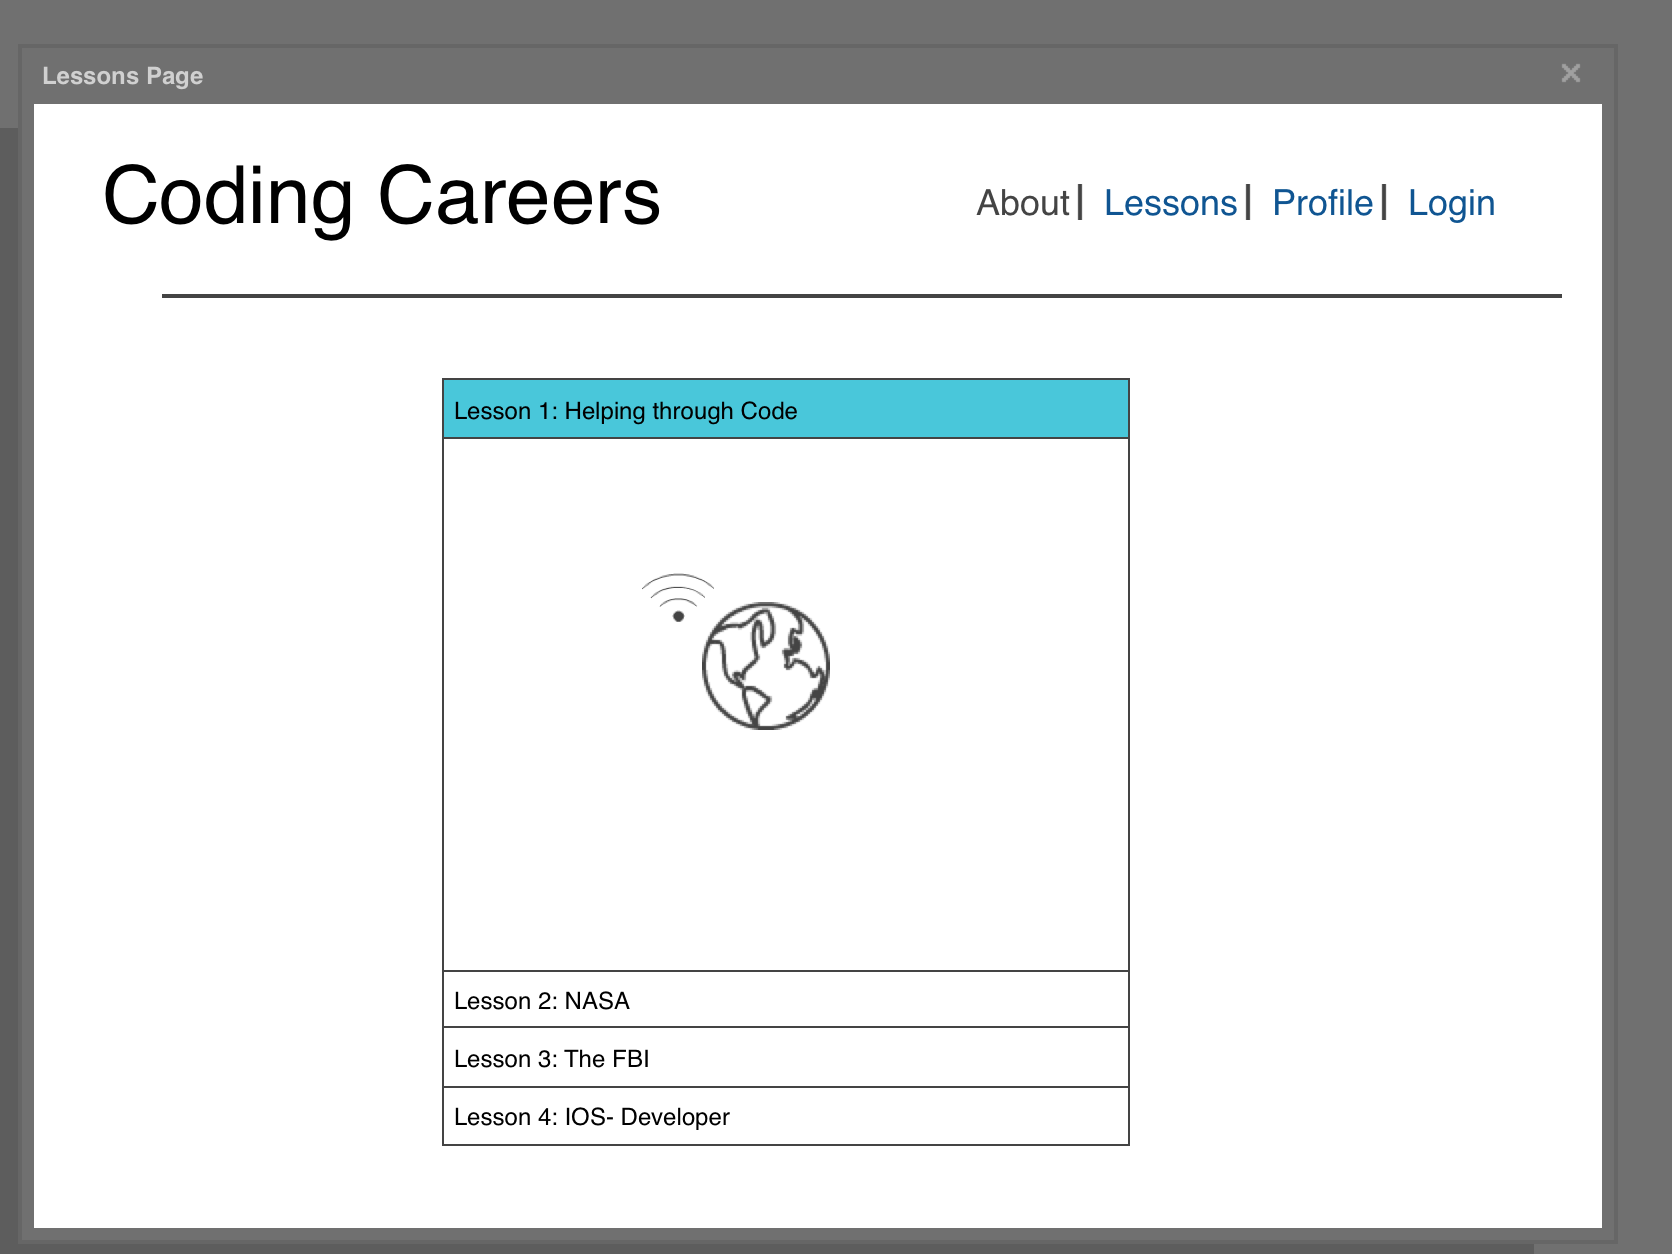 Lessons Page
Coding Careers
About| Lessons| Profile| Login
Lesson 1: Helping through Code
Lesson 2: NASA
Lesson 3: The FBI
Lesson 4: IOS- Developer